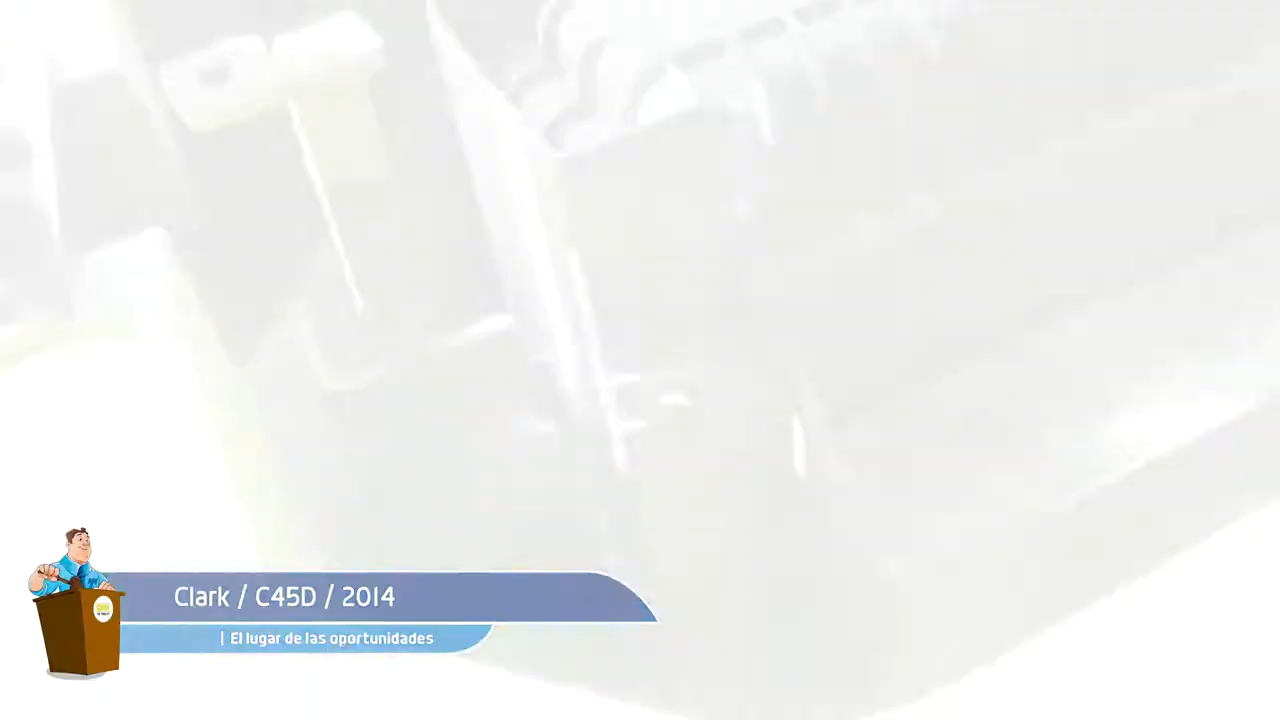 Clark / C45D / 2014
| El lugar de las oportunidades